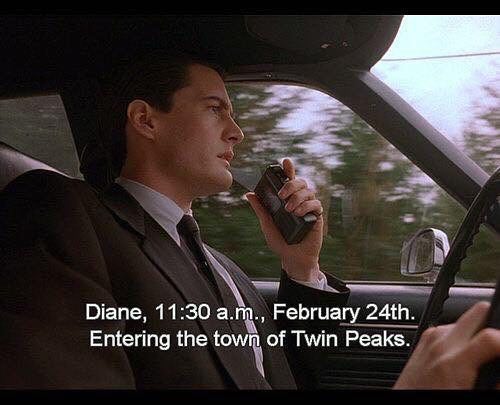 Diane, 11:30 a.m., February 24th.
Entering the town of Twin Peaks.